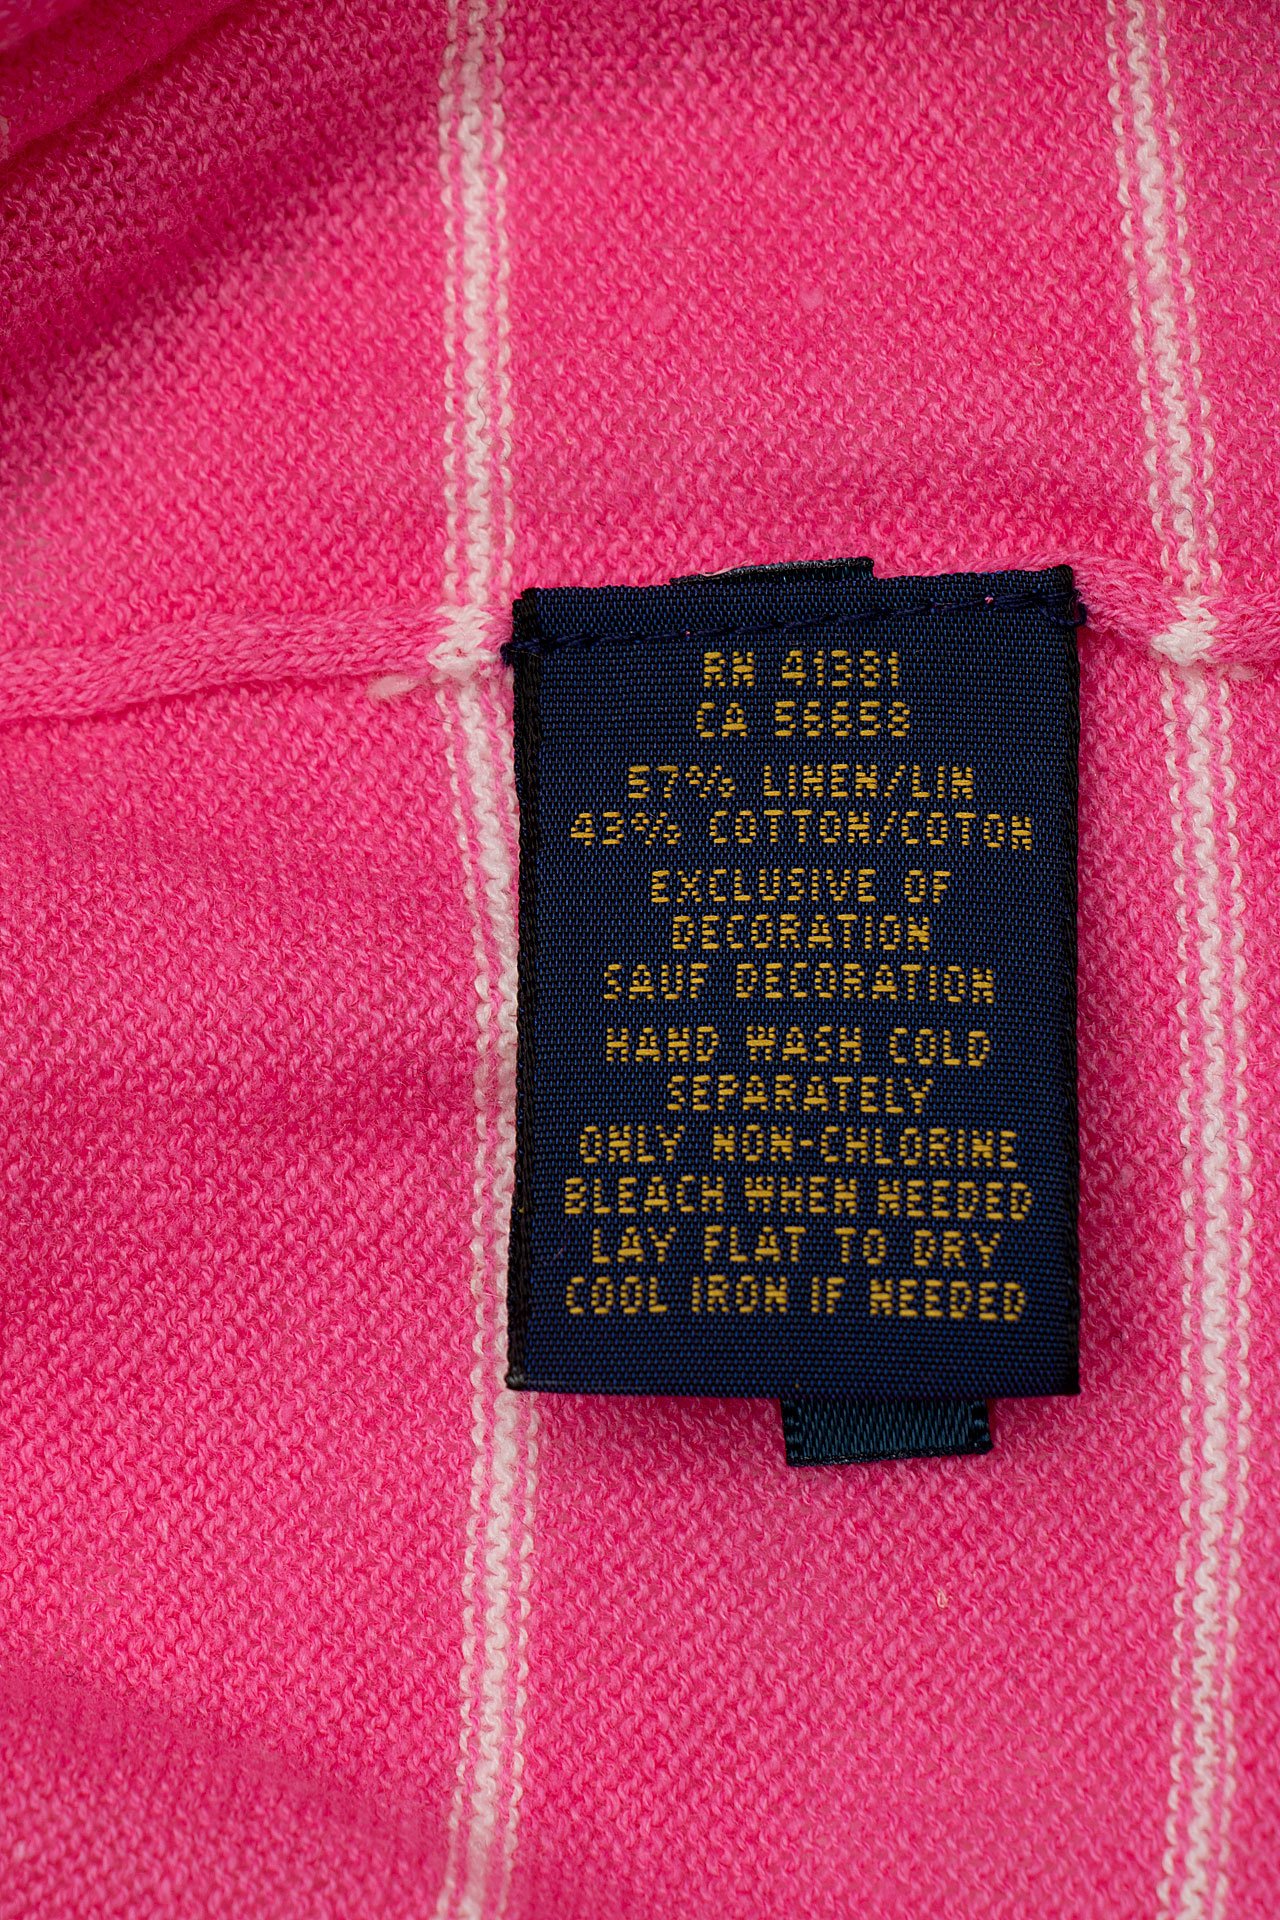 RN 41381
CA 56658
57% LINEN/LIN
43% COTTON/COTON
EXCLUSIVE OF
DECORATION
SAUF DECORATION
HAND WASH COLD
SEPARATELY
ONLY NON-CHLORINE
BLEACH WHEN NEEDED
LAY FLAT TO DRY
COOL IRON IF NEEDED